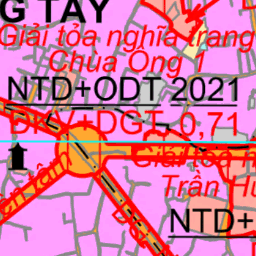 G TAY
Giải tỏa nghĩa trang
Chùa Ông 1
NTD+ODT 2021
DKV+DGT 0,71
Giải tỏa n
Trần Hư
NTD+